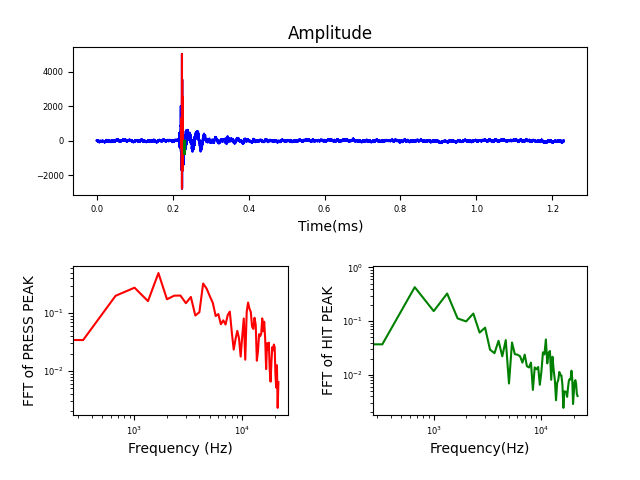 Amplitude
4000
2000
0
−2000
0.0 0.2 0.4 0.6 0.8 1.0 1.2
Time(ms)
FFT of PRESS PEAK
10⁻¹
10⁻²
10³ 10⁴
Frequency (Hz)
FFT of HIT PEAK
10⁰
10⁻¹
10⁻²
10³ 10⁴
Frequency(Hz)